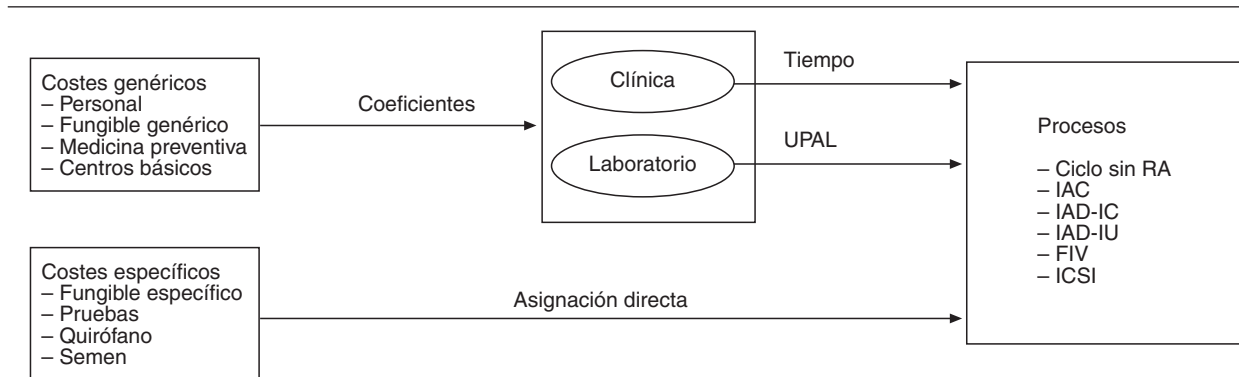 Costes genéricos
– Personal
– Fungible genérico
– Medicina preventiva
– Centros básicos
Coeficientes
Clínica
Laboratorio
Tiempo
UPAL
Procesos
– Ciclo sin RA
– IAC
– IAD-IC
– IAD-IU
– FIV
– ICSI
Costes específicos
– Fungible específico
– Pruebas
– Quirófano
– Semen
Asignación directa